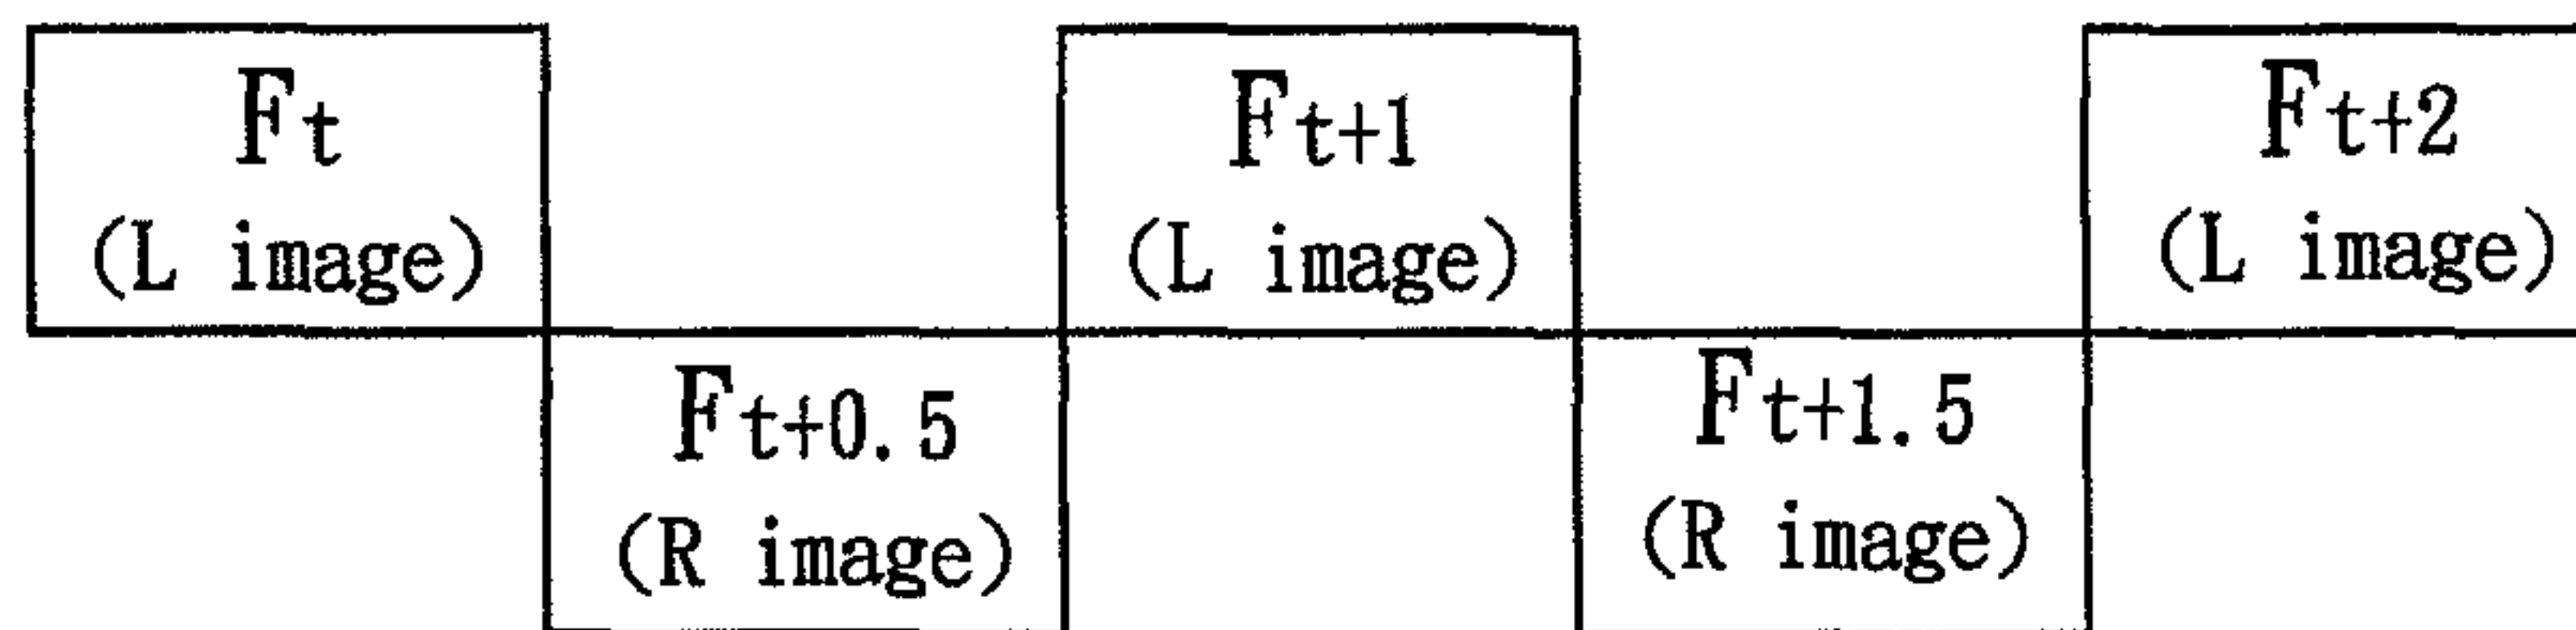 Ft
(L image)
Ft+0.5
(R image)
Ft+1
(L image)
Ft+1.5
(R image)
Ft+2
(L image)